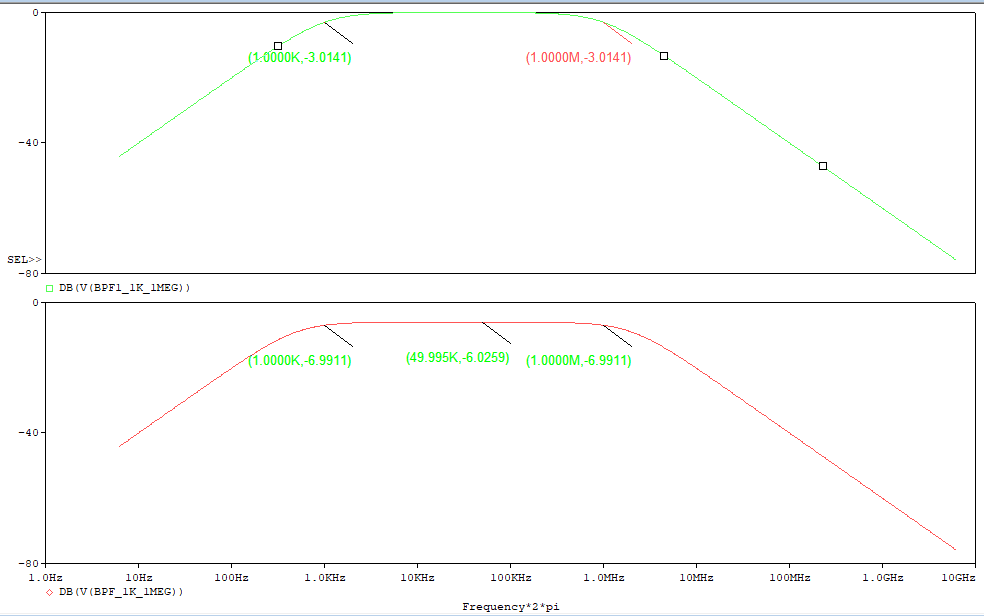 0
(1.0000K,-3.0141) (1.0000M,-3.0141)
-40
SEL>>
-80
DB(V(BPF1_1K_1MEG))
0
(1.0000K,-6.9911) (49.995K,-6.0259) (1.0000M,-6.9911)
-40
-80
1.0Hz 10Hz 100Hz 1.0KHz 10KHz 100KHz 1.0MHz 10MHz 100MHz 1.0GHz 10GHz
DB(V(BPF_1K_1MEG))
Frequency*2*pi